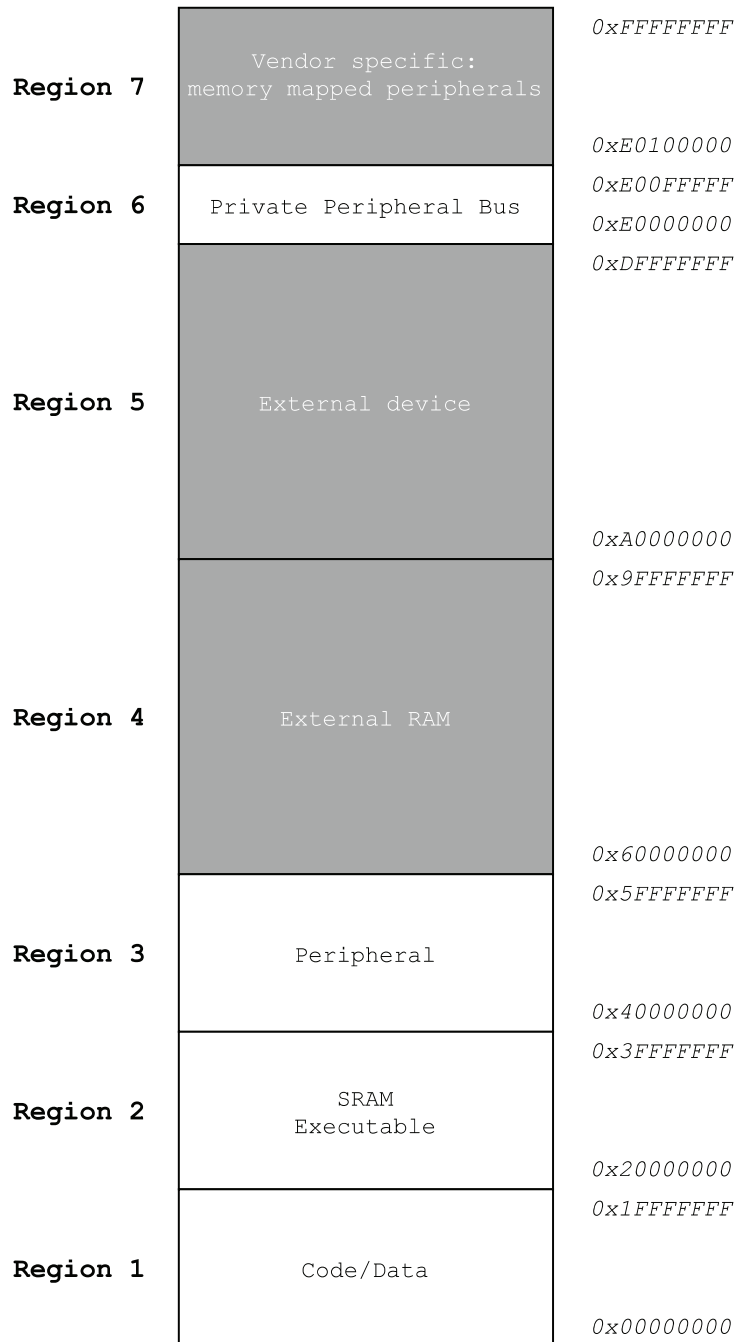 0xFFFFFFFF
Vendor specific:
Region 7 memory mapped peripherals
0xE0100000
0xE00FFFFF
Region 6 Private Peripheral Bus
0xE0000000
0xDFFFFFFF
Region 5 External device
0xA0000000
0x9FFFFFFF
Region 4 External RAM
0x60000000
0x5FFFFFFF
Region 3 Peripheral
0x40000000
0x3FFFFFFF
SRAM
Region 2 Executable
0x20000000
0x1FFFFFFF
Region 1 Code/Data
0x00000000